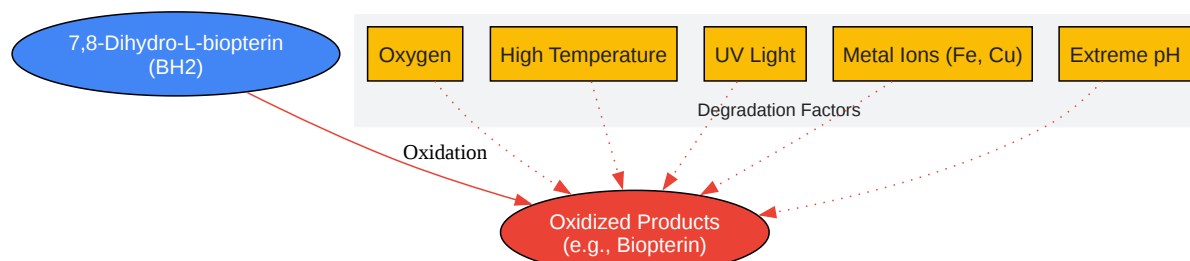 7,8-Dihydro-L-biopterin
(BH2)
Oxygen
High Temperature
UV Light
Metal Ions (Fe, Cu)
Extreme pH
Degradation Factors
Oxidation
Oxidized Products
(e.g., Biopterin)